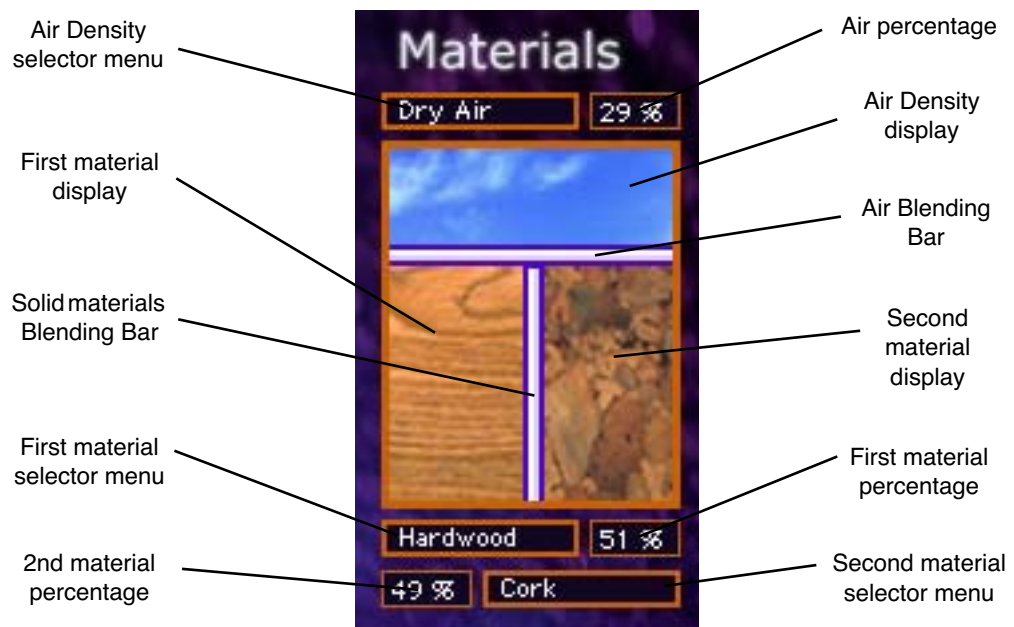 Air Density
selector menu
First material
display
Solid materials
Blending Bar
First material
selector menu
2nd material
percentage
Materials
Dry Air
29 %
Hardwood
51 %
49 %
Cork
Air percentage
Air Density
display
Air Blending
Bar
Second
material
display
First material
percentage
Second material
selector menu